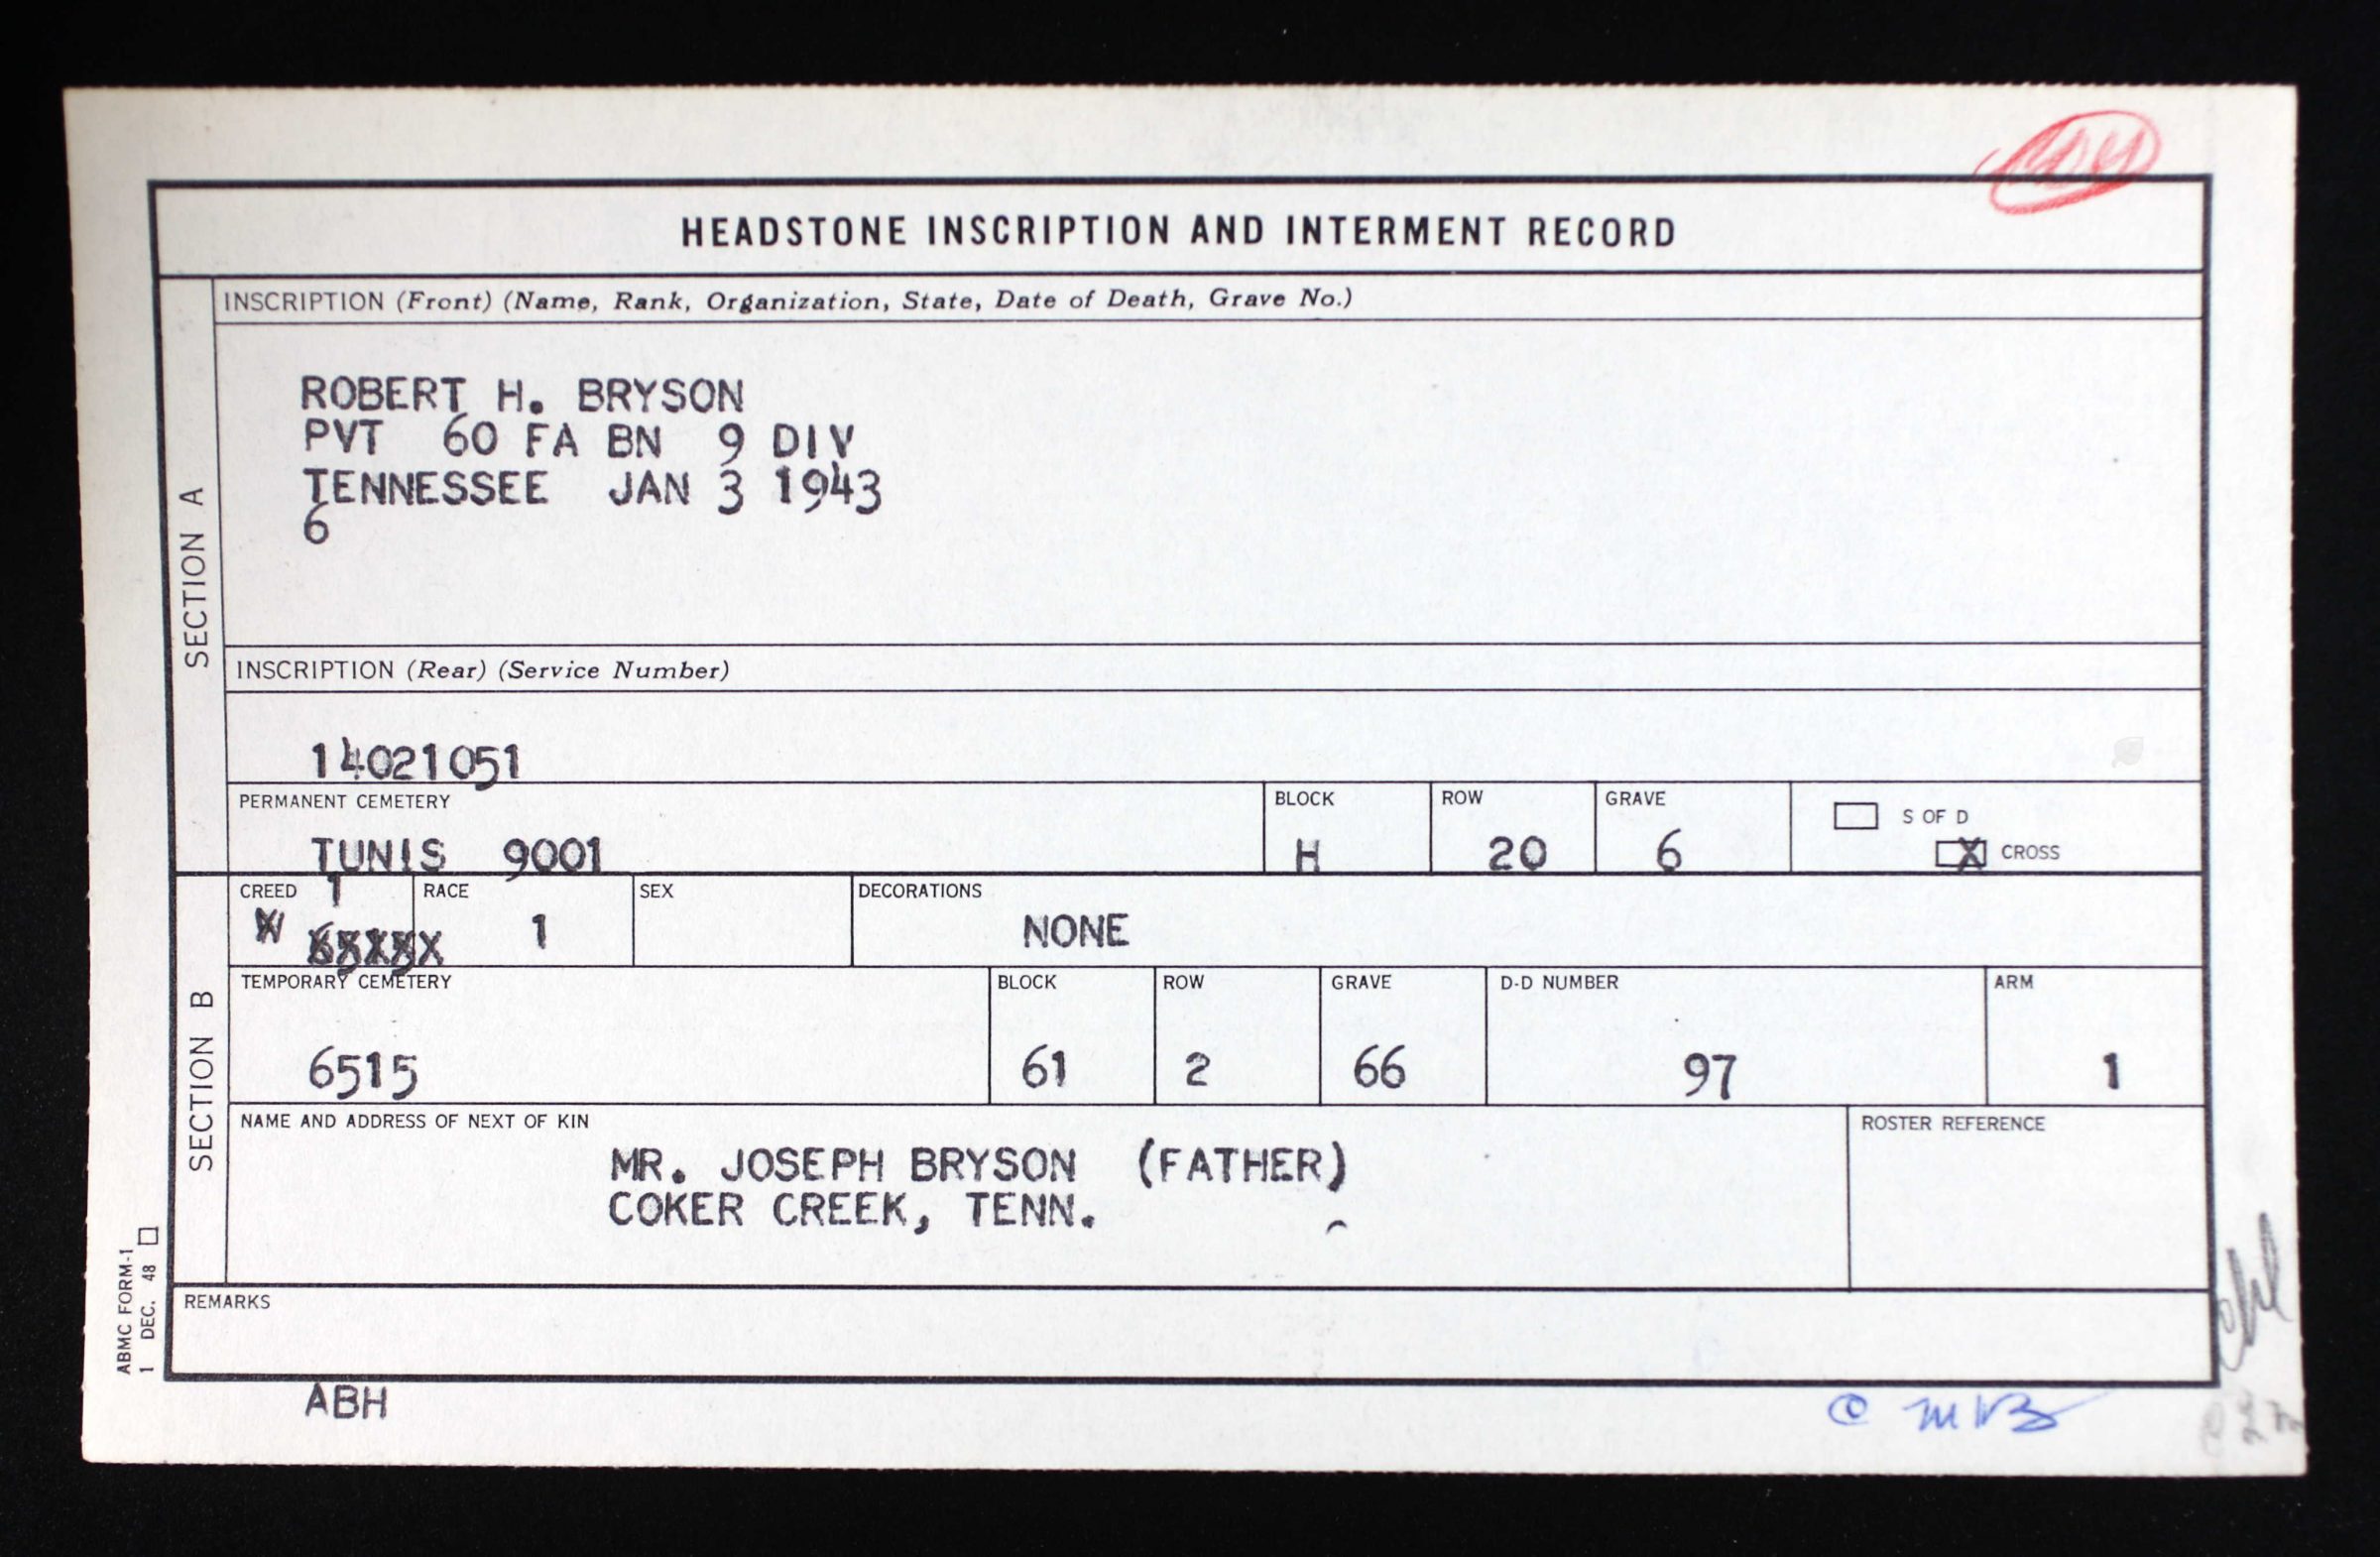 HEADSTONE INSCRIPTION AND INTERMENT RECORD
SECTION A
INSCRIPTION (Front) (Name, Rank, Organization, State, Date of Death, Grave No.)
ROBERT H. BRYSON
PVT 60 FA BN 9 DIV
TENNESSEE JAN 3 1943
6
INSCRIPTION (Rear) (Service Number)
14021051
PERMANENT CEMETERY BLOCK ROW GRAVE S OF D
TUNIS 9001 H 20 6 X CROSS
SECTION B
CREED 1 RACE SEX DECORATIONS
1 NONE
TEMPORARY CEMETERY BLOCK ROW GRAVE D-D NUMBER ARM
6515 61 2 66 97 1
NAME AND ADDRESS OF NEXT OF KIN ROSTER REFERENCE
MR. JOSEPH BRYSON (FATHER)
COKER CREEK, TENN.
REMARKS
ABMC FORM-1
1 DEC. 48
ABH